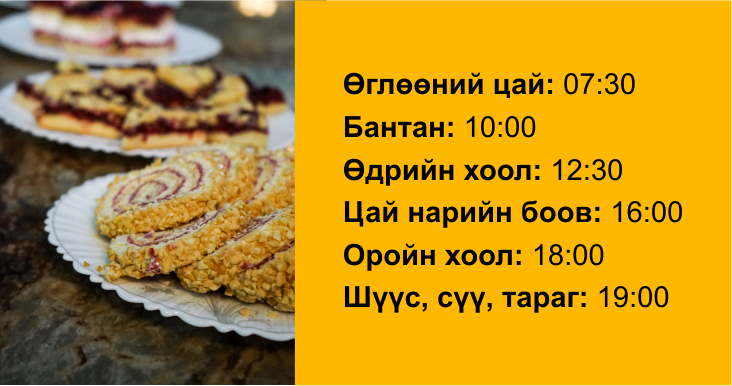 Өглөөний цай: 07:30
Бантан: 10:00
Өдрийн хоол: 12:30
Цай нарийн боов: 16:00
Оройн хоол: 18:00
Шүүс, сүү, тараг: 19:00